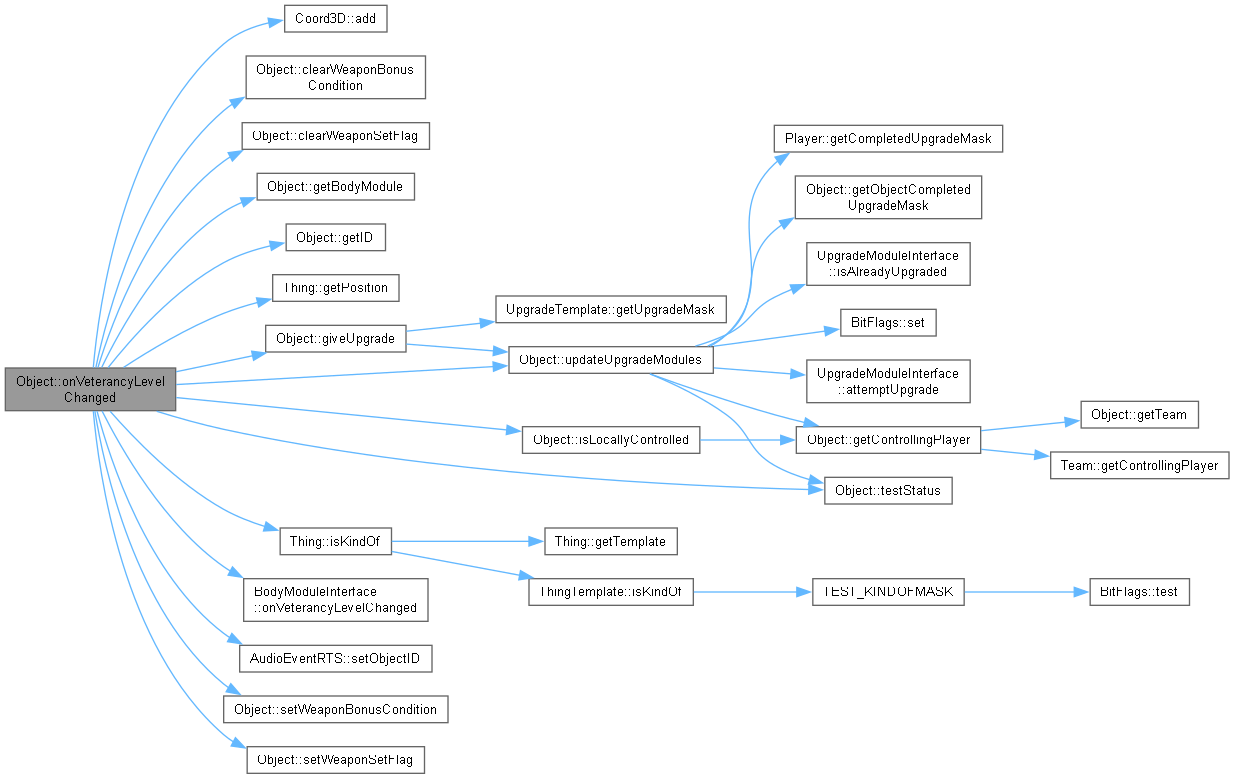 Object::onVeterancyLevel
Changed
Coord3D::add
Object::clearWeaponBonus
Condition
Object::clearWeaponSetFlag
Object::getBodyModule
Object::getID
Thing::getPosition
Object::giveUpgrade
UpgradeTemplate::getUpgradeMask
Object::updateUpgradeModules
Player::getCompletedUpgradeMask
Object::getObjectCompleted
UpgradeMask
UpgradeModuleInterface
::isAlreadyUpgraded
BitFlags::set
UpgradeModuleInterface
::attemptUpgrade
Object::isLocallyControlled
Object::getControllingPlayer
Object::getTeam
Team::getControllingPlayer
Object::testStatus
Thing::isKindOf
Thing::getTemplate
ThingTemplate::isKindOf
TEST_KINDOFMASK
BitFlags::test
BodyModuleInterface
::onVeterancyLevelChanged
AudioEventRTS::setObjectID
Object::setWeaponBonusCondition
Object::setWeaponSetFlag